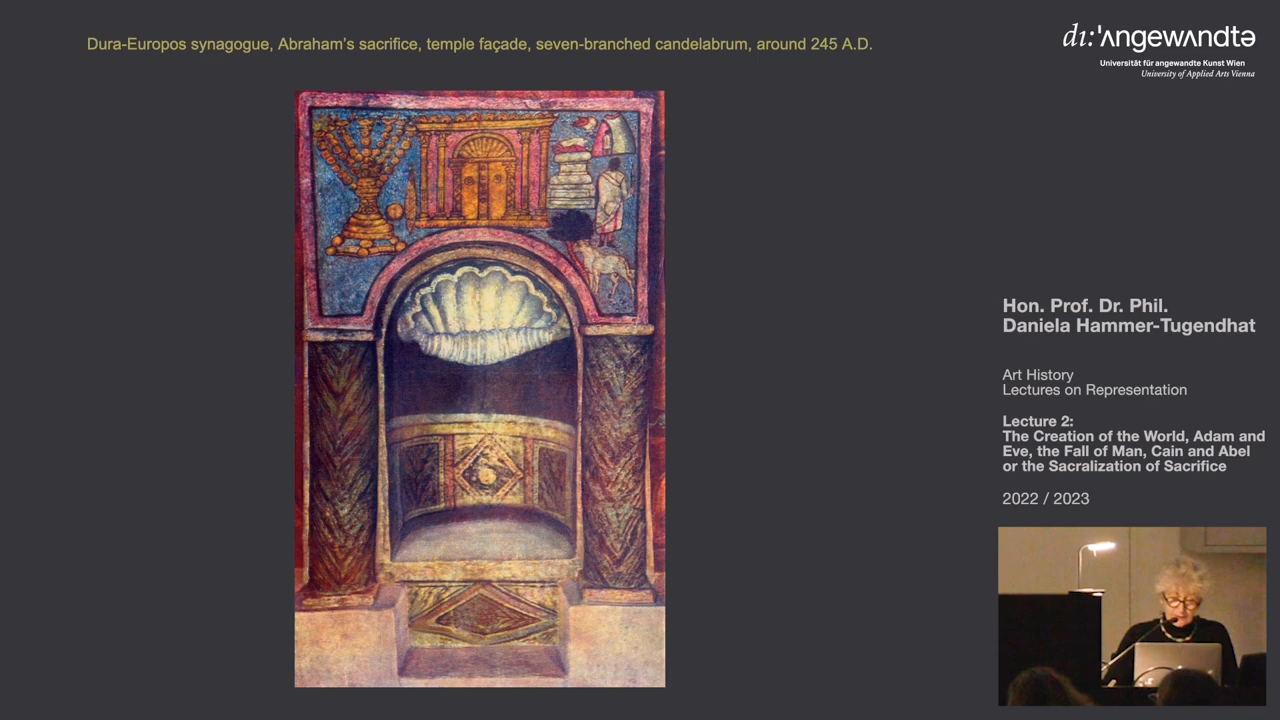 Dura-Europos synagogue, Abraham's sacrifice, temple façade, seven-branched candelabrum, around 245 A.D.
dı:'ʌngewʌndtə
Universität für angewandte Kunst Wien
University of Applied Arts Vienna
Hon. Prof. Dr. Phil.
Daniela Hammer-Tugendhat
Art History
Lectures on Representation
Lecture 2:
The Creation of the World, Adam and
Eve, the Fall of Man, Cain and Abel
or the Sacralization of Sacrifice
2022 / 2023